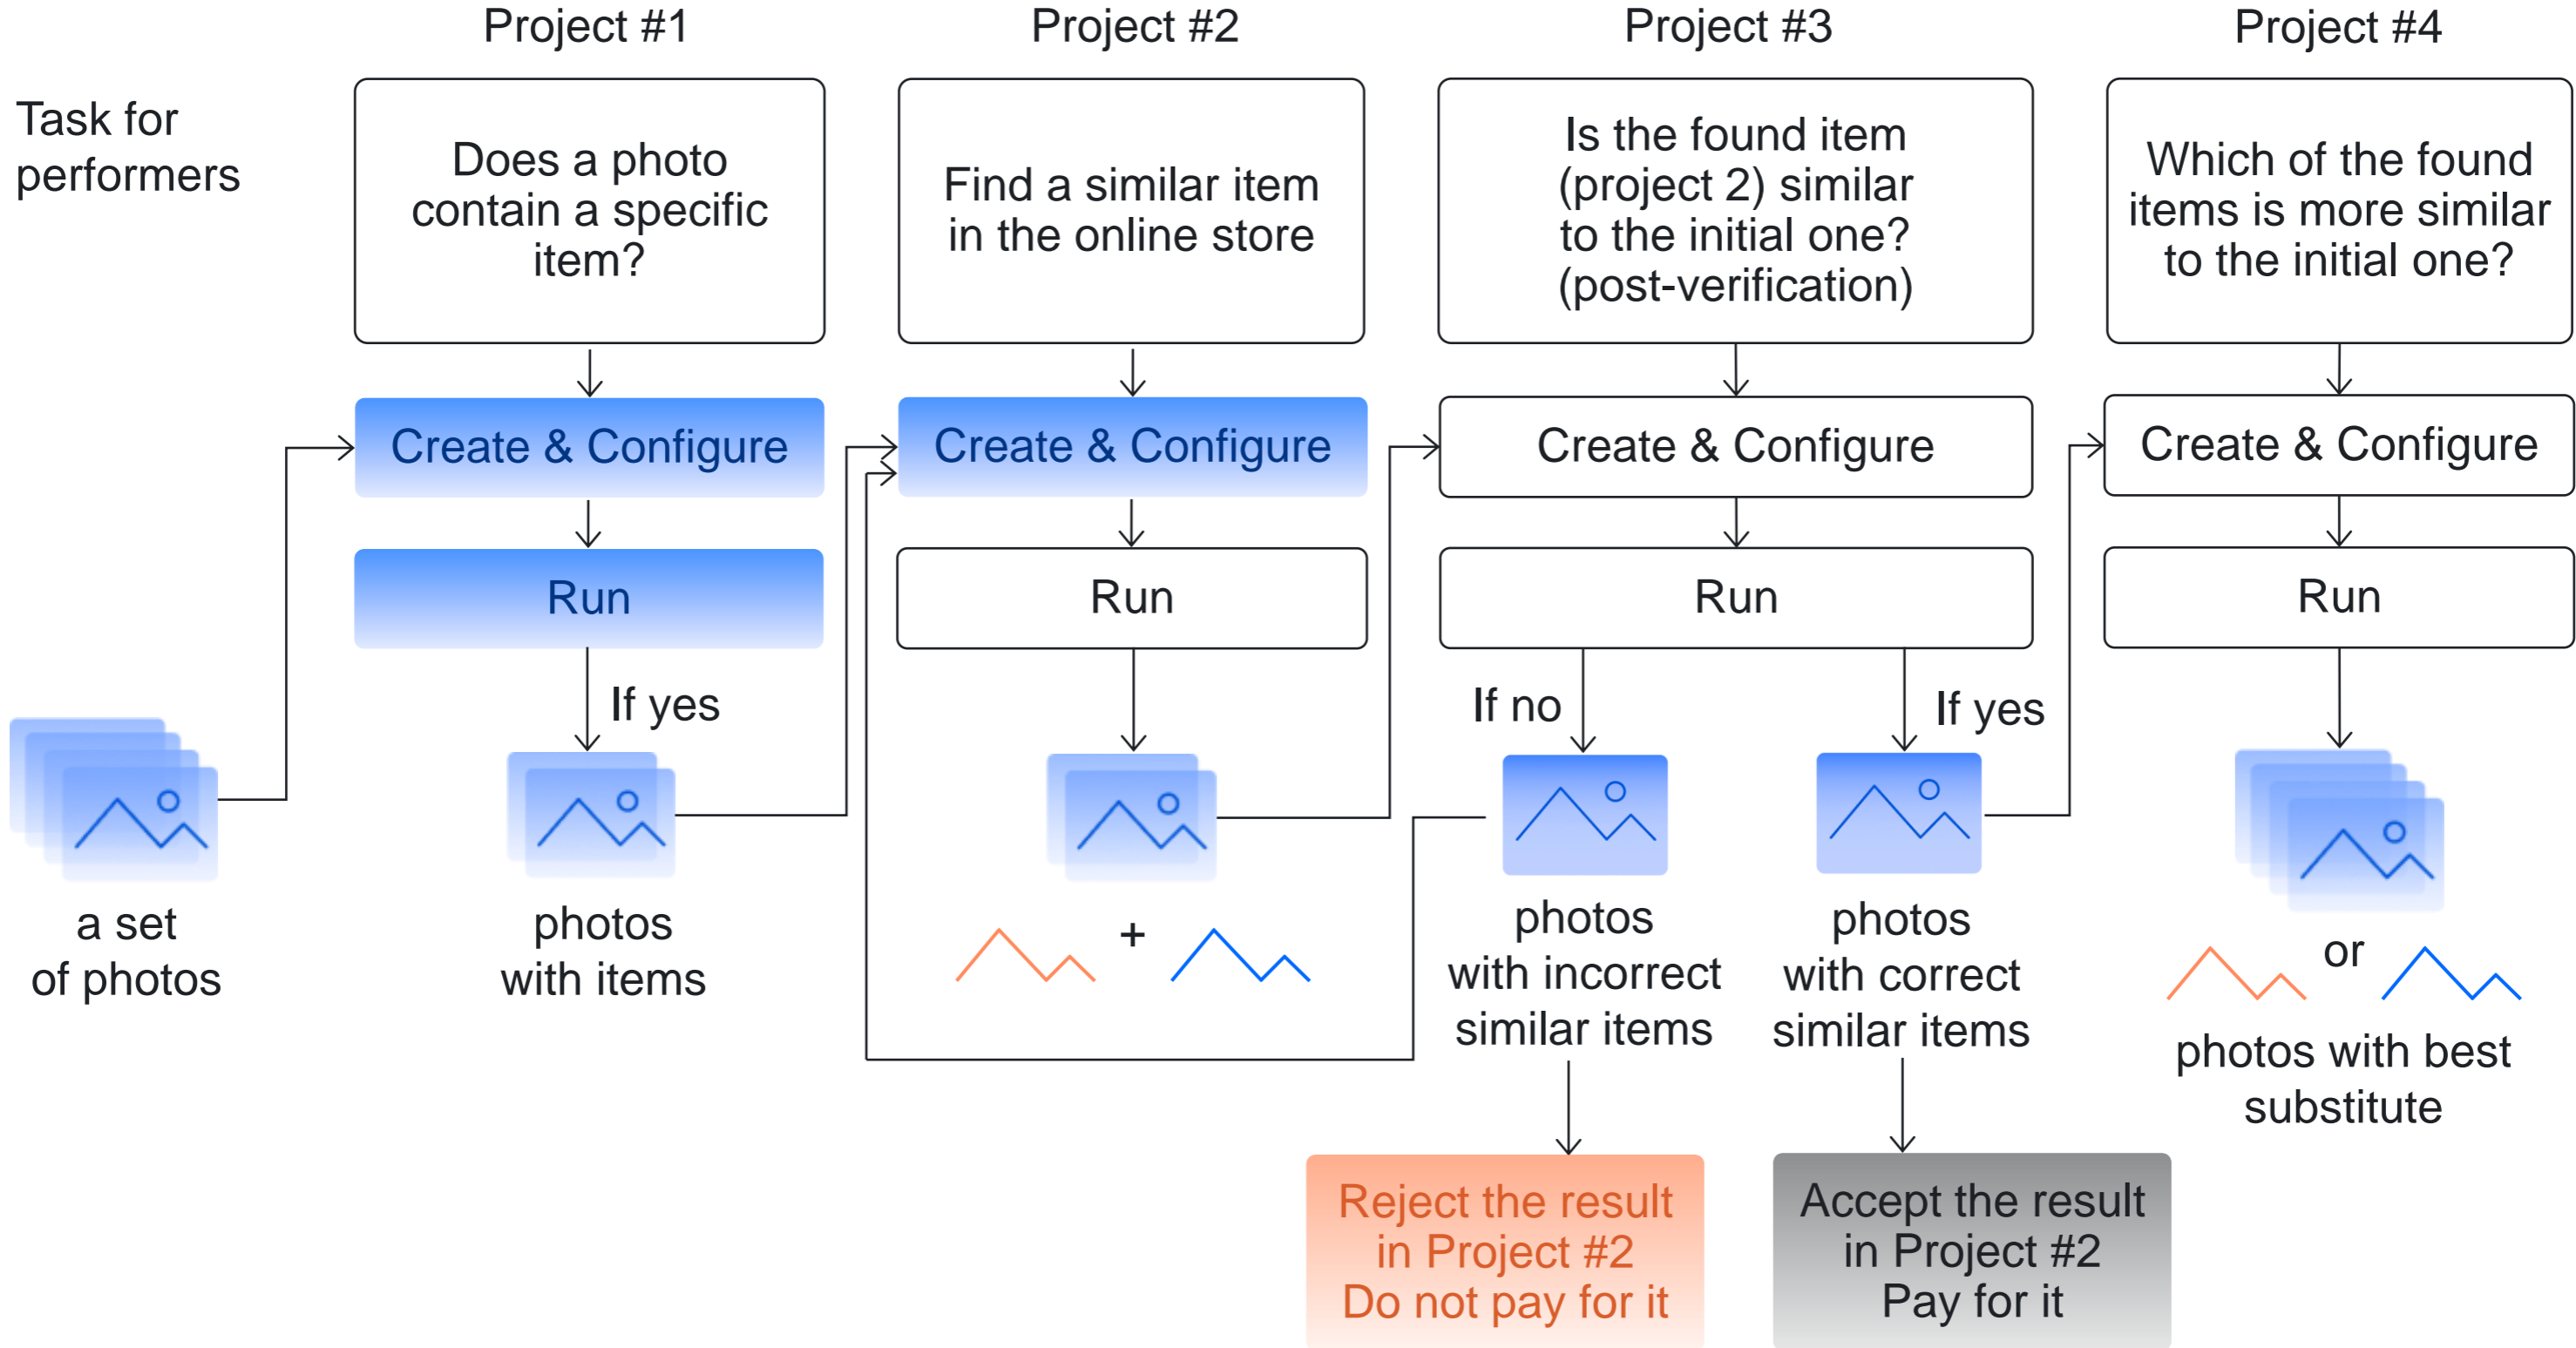 Project #1
Project #2
Project #3
Project #4
Task for
performers
Does a photo
contain a specific
item?
Find a similar item
in the online store
Is the found item
(project 2) similar
to the initial one?
(post-verification)
Which of the found
items is more similar
to the initial one?
Create & Configure
Create & Configure
Create & Configure
Create & Configure
Run
Run
Run
Run
If yes
If no
If yes
a set
of photos
photos
with items
+
photos
with incorrect
similar items
photos
with correct
similar items
or
photos with best
substitute
Reject the result
in Project #2
Do not pay for it
Accept the result
in Project #2
Pay for it